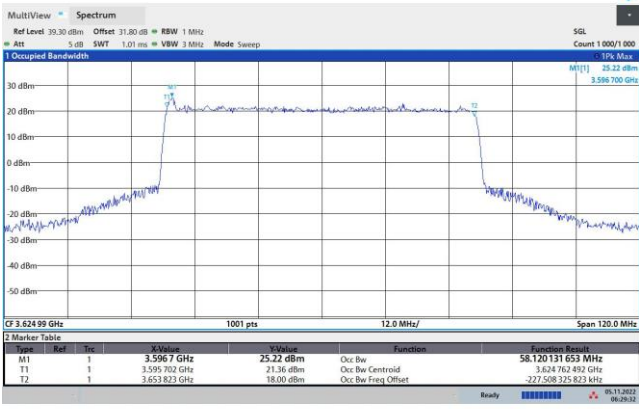 MultiView Spectrum
Ref Level 39.30 dBm Offset 31.80 dB RBW 1 MHz SGL
Att 5 dB SWT 1.01 ms VBW 3 MHz Mode Sweep Count 1 000/1 000
1 Occupied Bandwidth 1Pk Max
M1[1] 25.22 dBm
3.596 700 GHz
30 dBm
M1
T1
T2
20 dBm
10 dBm
0 dBm
-10 dBm
-20 dBm
-30 dBm
-40 dBm
-50 dBm
CF 3.624 99 GHz 1001 pts 12.0 MHz/ Span 120.0 MHz
2 Marker Table
Type Ref Trc X-Value Y-Value Function Function Result
M1 1 3.596 7 GHz 25.22 dBm Occ Bw 58.120 131 653 MHz
T1 1 3.595 702 GHz 21.36 dBm Occ Bw Centroid 3.624 762 492 GHz
T2 1 3.653 823 GHz 18.00 dBm Occ Bw Freq Offset -227.508 325 823 kHz
Ready 05.11.2022
06:29:32